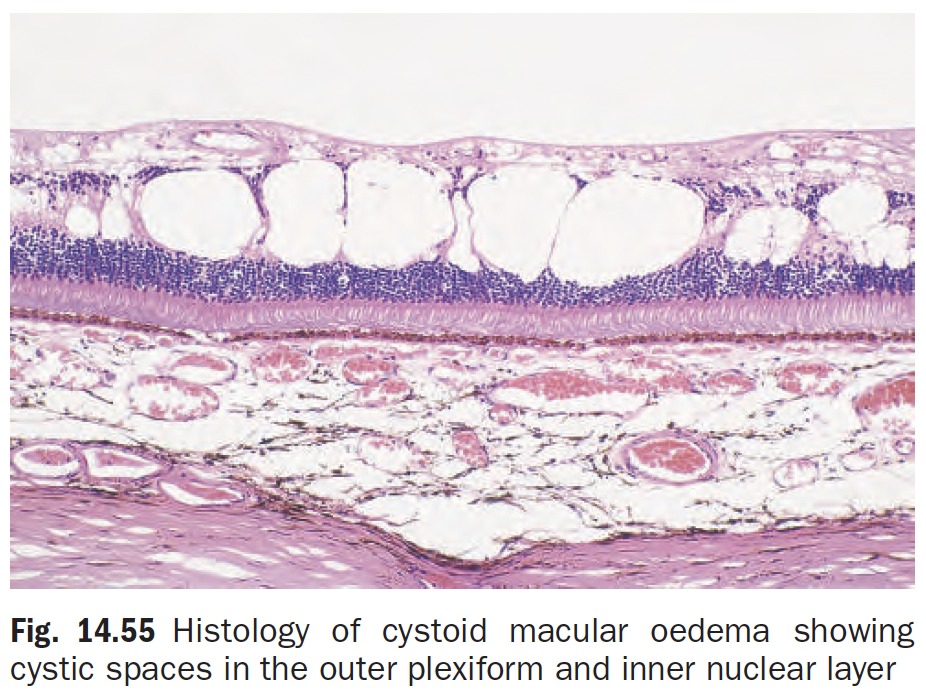 Fig. 14.55 Histology of cystoid macular oedema showing
cystic spaces in the outer plexiform and inner nuclear layer